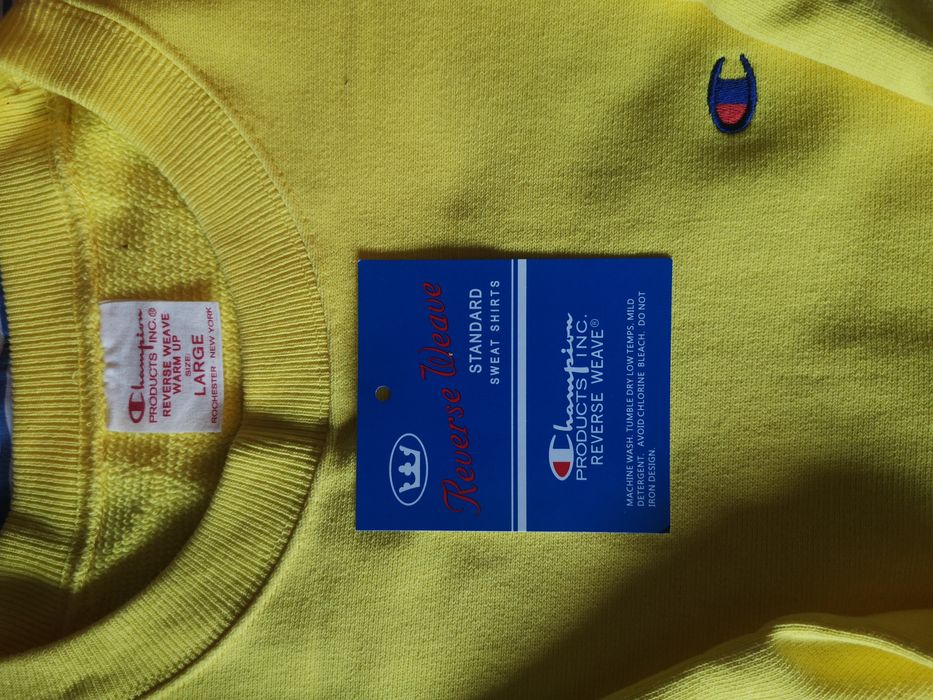 Champion
PRODUCTS INC.®
REVERSE WEAVE
WARM UP
SIZE:
LARGE
ROCHESTER · NEW YORK
Reverse Weave
STANDARD
SWEAT SHIRTS
Champion
PRODUCTS INC.
REVERSE WEAVE®
MACHINE WASH. TUMBLE DRY LOW TEMPS. MILD
DETERGENT. AVOID CHLORINE BLEACH. DO NOT
IRON DESIGN.